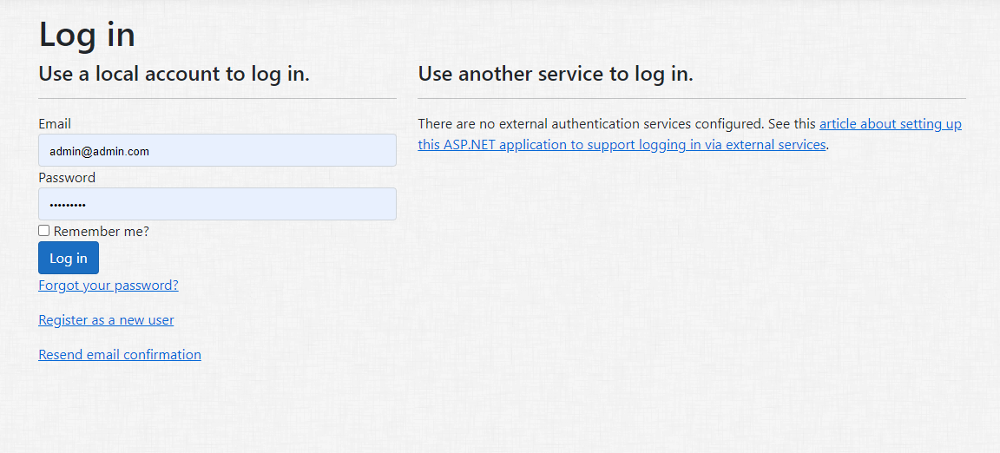 Log in
Use a local account to log in.
Email
admin@admin.com
Password
•••••••••
Remember me?
Log in
Forgot your password?
Register as a new user
Resend email confirmation
Use another service to log in.
There are no external authentication services configured. See this article about setting up
this ASP.NET application to support logging in via external services.